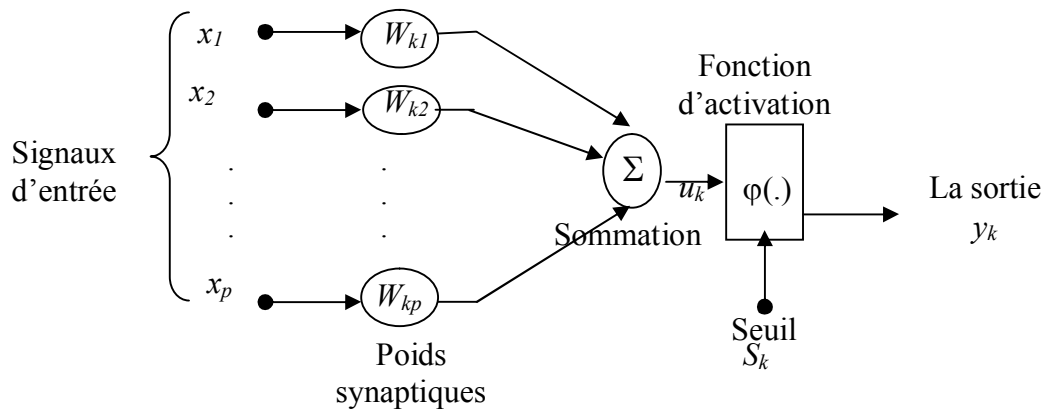 x1
Wk1
x2
Wk2
Fonction
d’activation
Signaux
d’entrée
Σ
uk
φ(.)
La sortie
yk
Sommation
xp
Wkp
Seuil
Sk
Poids
synaptiques